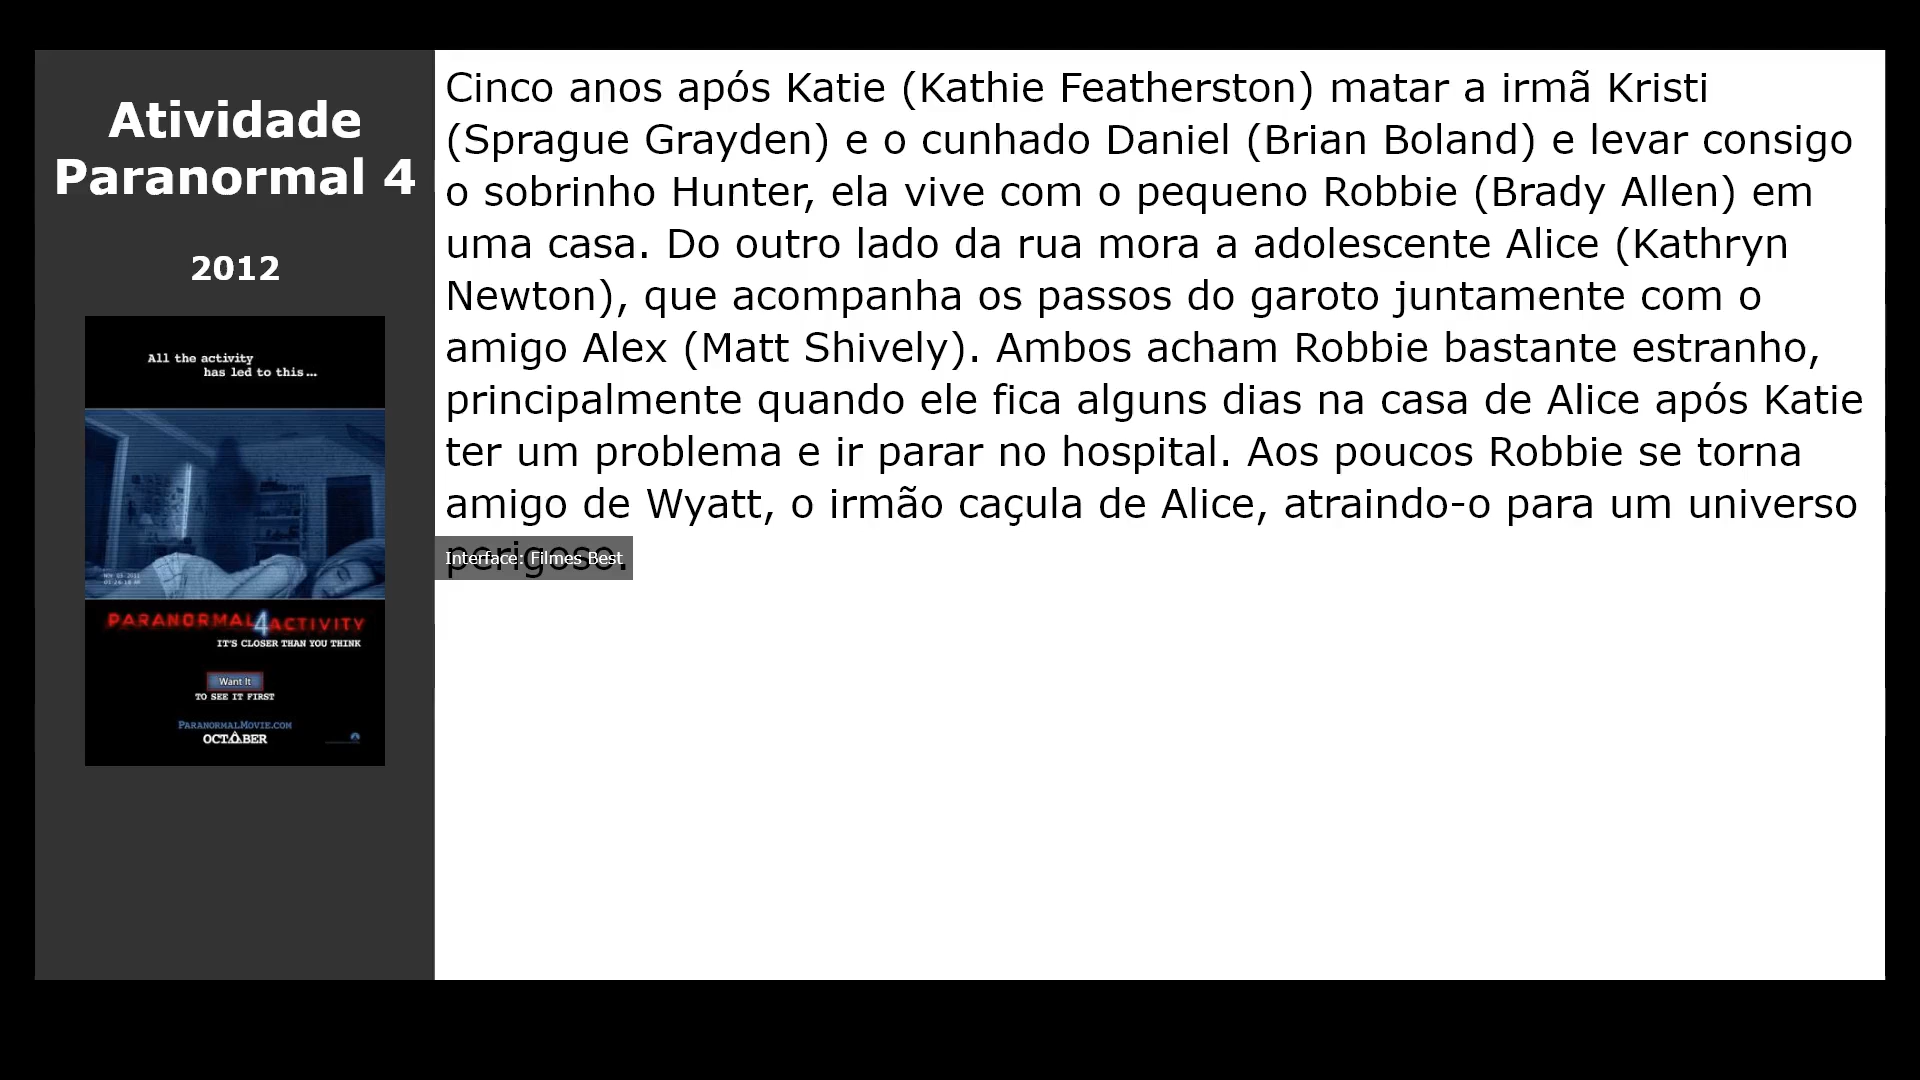 Atividade
Paranormal 4
2012
All the activity
has led to this...
PARANORMAL 4 ACTIVITY
IT'S CLOSER THAN YOU THINK
Want It
TO SEE IT FIRST
PARANORMALMOVIE.COM
OCTOBER
Cinco anos após Katie (Kathie Featherston) matar a irmã Kristi
(Sprague Grayden) e o cunhado Daniel (Brian Boland) e levar consigo
o sobrinho Hunter, ela vive com o pequeno Robbie (Brady Allen) em
uma casa. Do outro lado da rua mora a adolescente Alice (Kathryn
Newton), que acompanha os passos do garoto juntamente com o
amigo Alex (Matt Shively). Ambos acham Robbie bastante estranho,
principalmente quando ele fica alguns dias na casa de Alice após Katie
ter um problema e ir parar no hospital. Aos poucos Robbie se torna
amigo de Wyatt, o irmão caçula de Alice, atraindo-o para um universo
perigoso.
Interface: Filmes Best